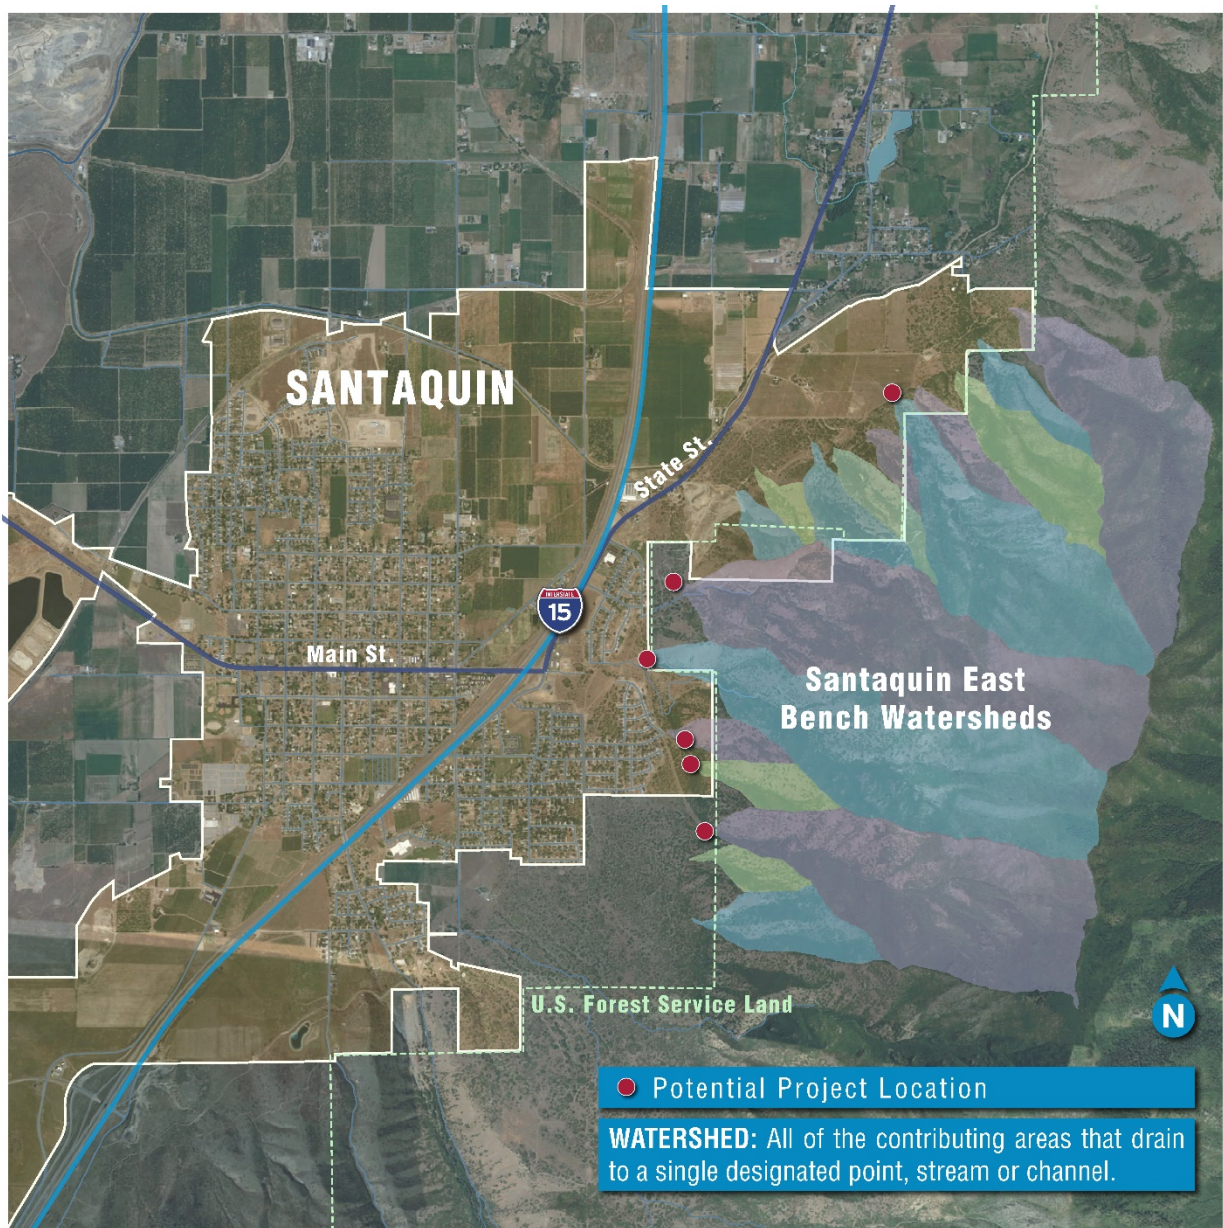 SANTAQUIN
State St.
INTERSTATE
15
Main St.
Santaquin East
Bench Watersheds
U.S. Forest Service Land
N
Potential Project Location
WATERSHED: All of the contributing areas that drain
to a single designated point, stream or channel.